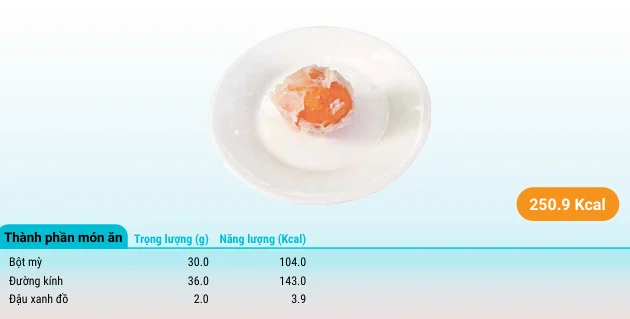 250.9 Kcal
Thành phần món ăn Trọng lượng (g) Năng lượng (Kcal)
Bột mỳ 30.0 104.0
Đường kính 36.0 143.0
Đậu xanh đồ 2.0 3.9